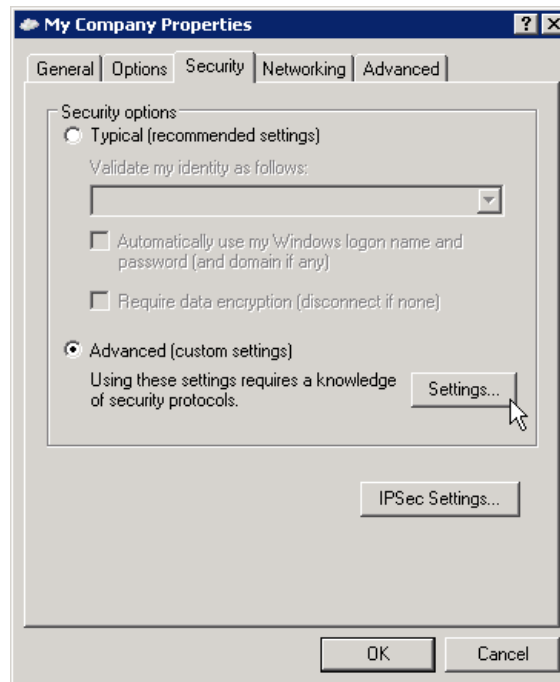 My Company Properties
General Options Security Networking Advanced
Security options
Typical (recommended settings)
Validate my identity as follows:
Automatically use my Windows logon name and
password (and domain if any)
Require data encryption (disconnect if none)
Advanced (custom settings)
Using these settings requires a knowledge
of security protocols.
Settings...
IPSec Settings...
OK Cancel